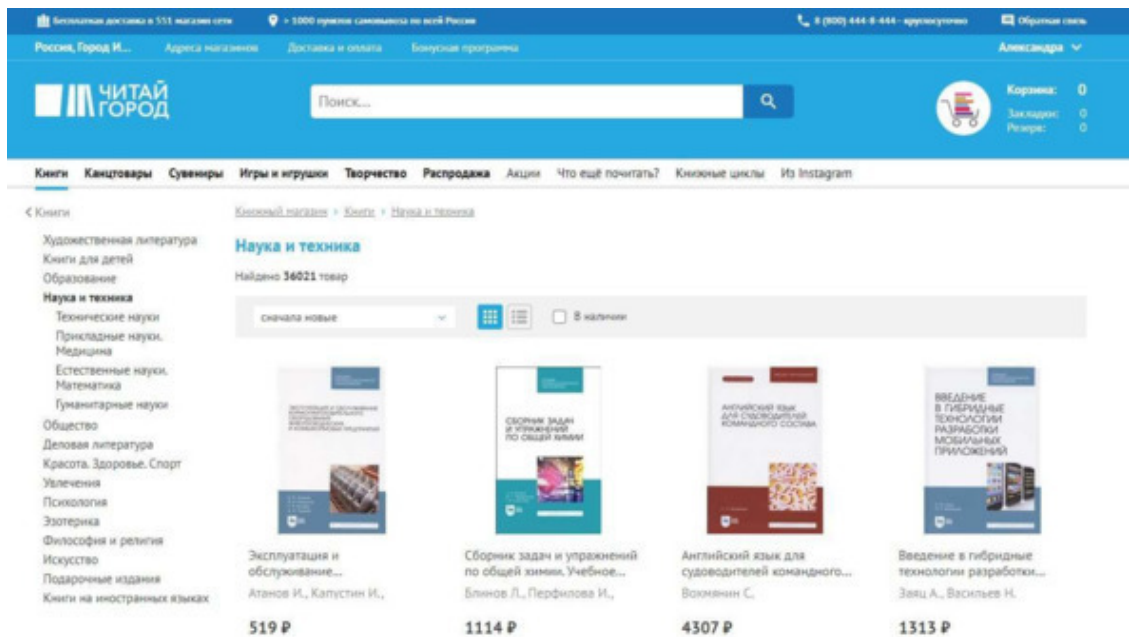 Бесплатная доставка в 551 магазин сети
> 1000 пунктов самовывоза по всей России
8 (800) 444-8-444 - круглосуточно
Обратная связь
Россия, Город И...
Адреса магазинов
Доставка и оплата
Бонусная программа
Александра
ЧИТАЙ
ГОРОД
Поиск...
Корзина: 0
Закладок: 0
Резерв: 0
Книги Канцтовары Сувениры Игры и игрушки Творчество Распродажа Акции Что ещё почитать? Книжные циклы Из Instagram
Книги
Художественная литература
Книги для детей
Образование
Наука и техника
Технические науки
Прикладные науки.
Медицина
Естественные науки.
Математика
Гуманитарные науки
Общество
Деловая литература
Красота. Здоровье. Спорт
Увлечения
Психология
Эзотерика
Философия и религия
Искусство
Подарочные издания
Книги на иностранных языках
Книжный магазин Книги Наука и техника
Наука и техника
Найдено 36021 товар
сначала новые
В наличии
СБОРНИК ЗАДАЧ
И УПРАЖНЕНИЙ
ПО ОБЩЕЙ ХИМИИ
АНГЛИЙСКИЙ ЯЗЫК
ДЛЯ СУДОВОДИТЕЛЕЙ
КОМАНДНОГО СОСТАВА
ВВЕДЕНИЕ
В ГИБРИДНЫЕ
ТЕХНОЛОГИИ
РАЗРАБОТКИ
МОБИЛЬНЫХ
ПРИЛОЖЕНИЙ
Эксплуатация и
обслуживание...
Атанов И., Капустин И.,
519 ₽
Сборник задач и упражнений
по общей химии. Учебное...
Блинов Л., Перфилова И.,
1114 ₽
Английский язык для
судоводителей командного...
Вохмянин С.
4307 ₽
Введение в гибридные
технологии разработки...
Заяц А., Васильев Н.
1313 ₽